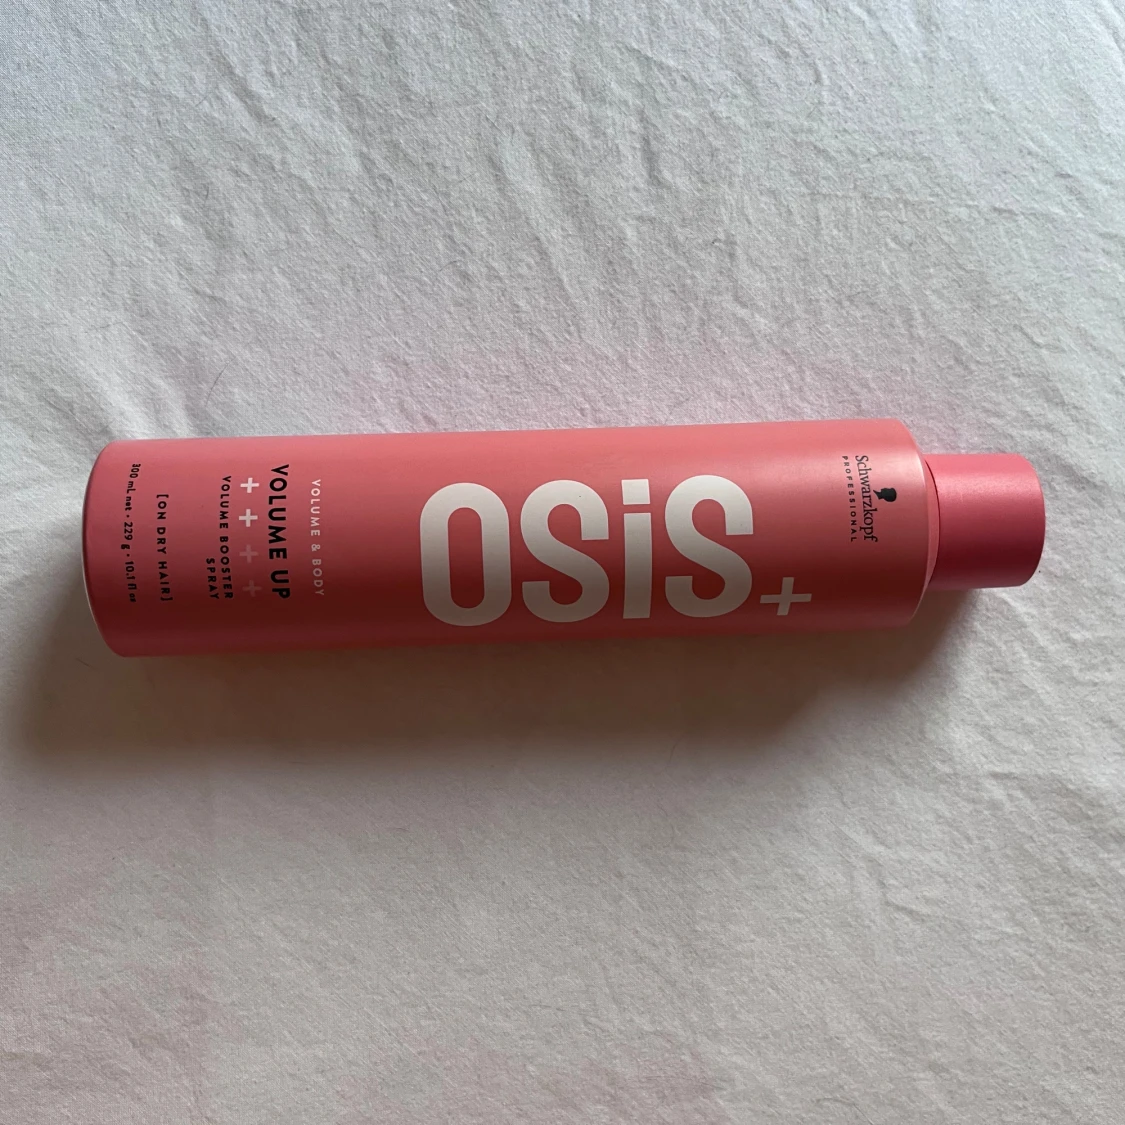 Schwarzkopf
PROFESSIONAL
OSiS+
VOLUME & BODY
VOLUME UP
++++
VOLUME BOOSTER
SPRAY
[ON DRY HAIR]
300 mL net • 229 g • 10.1 fl oz